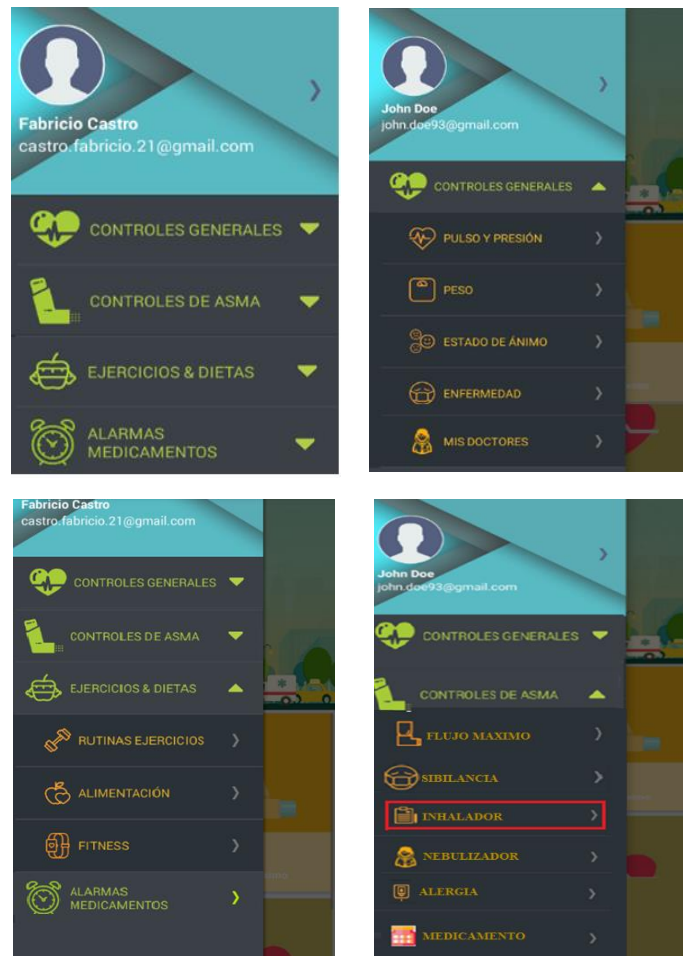 Fabricio Castro
castro.fabricio.21@gmail.com
CONTROLES GENERALES
CONTROLES DE ASMA
EJERCICIOS & DIETAS
ALARMAS
MEDICAMENTOS
John Doe
john.doe93@gmail.com
CONTROLES GENERALES
PULSO Y PRESIÓN
PESO
ESTADO DE ÁNIMO
ENFERMEDAD
MIS DOCTORES
Fabricio Castro
castro.fabricio.21@gmail.com
CONTROLES GENERALES
CONTROLES DE ASMA
EJERCICIOS & DIETAS
RUTINAS EJERCICIOS
ALIMENTACIÓN
FITNESS
ALARMAS
MEDICAMENTOS
John Doe
john.doe93@gmail.com
CONTROLES GENERALES
CONTROLES DE ASMA
FLUJO MAXIMO
SIBILANCIA
INHALADOR
NEBULIZADOR
ALERGIA
MEDICAMENTO